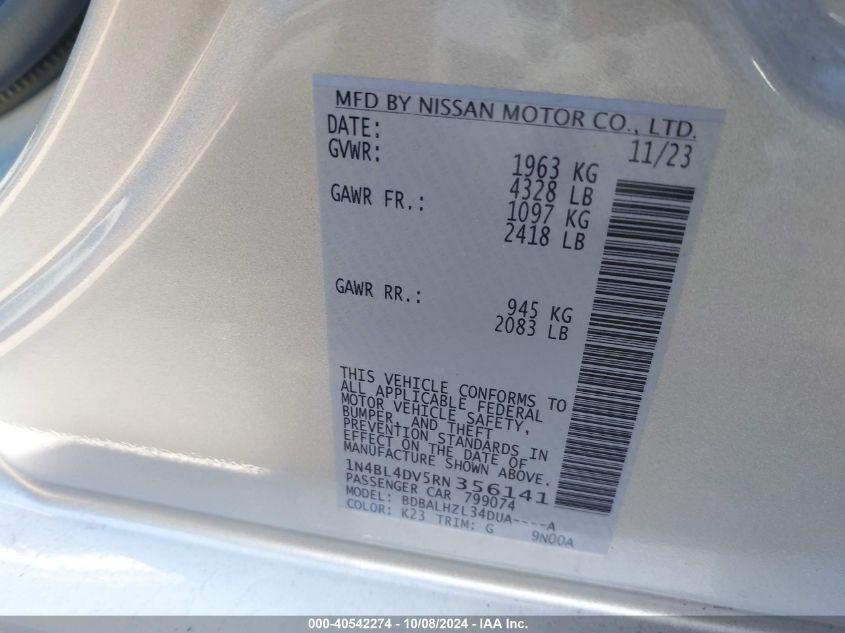 MFD BY NISSAN MOTOR CO., LTD.
DATE: 11/23
GVWR: 1963 KG
4328 LB
GAWR FR.: 1097 KG
2418 LB
GAWR RR.: 945 KG
2083 LB
THIS VEHICLE CONFORMS TO
ALL APPLICABLE FEDERAL
MOTOR VEHICLE SAFETY,
BUMPER, AND THEFT
PREVENTION STANDARDS IN
EFFECT ON THE DATE OF
MANUFACTURE SHOWN ABOVE.
1N4BL4DV5RN356141
PASSENGER CAR 799074
MODEL: BDBALHZL34DUA----A
COLOR: K23 TRIM: G 9N00A
000-40542274 - 10/08/2024 - IAA Inc.